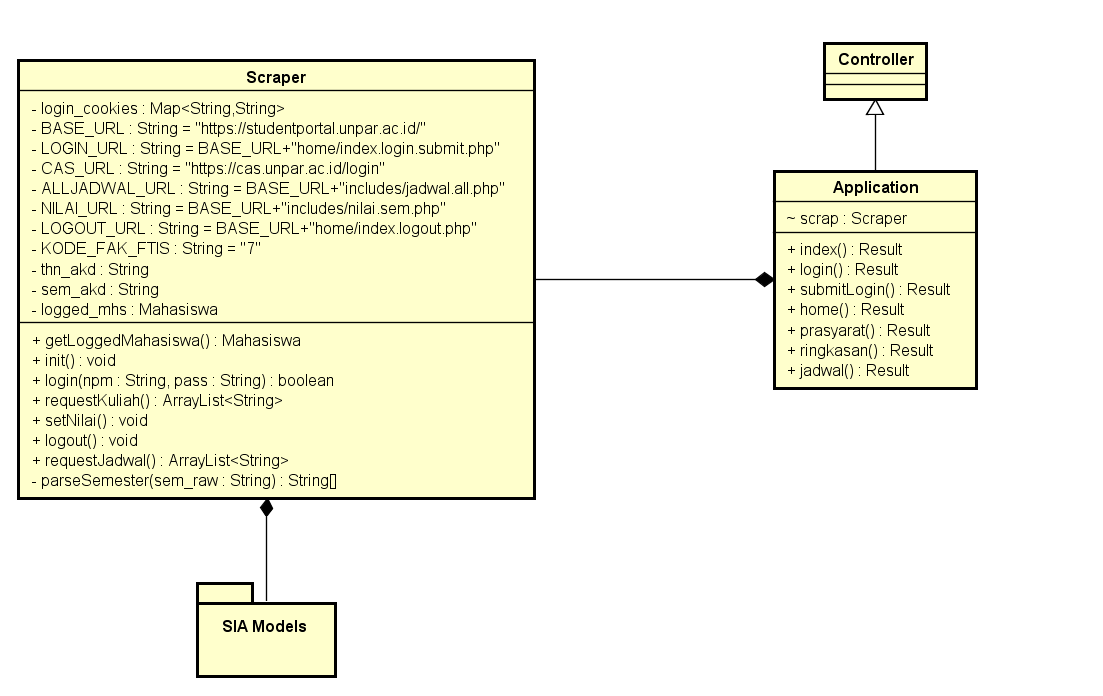 Scraper
- login_cookies : Map<String,String>
- BASE_URL : String = "https://studentportal.unpar.ac.id/"
- LOGIN_URL : String = BASE_URL+"home/index.login.submit.php"
- CAS_URL : String = "https://cas.unpar.ac.id/login"
- ALLJADWAL_URL : String = BASE_URL+"includes/jadwal.all.php"
- NILAI_URL : String = BASE_URL+"includes/nilai.sem.php"
- LOGOUT_URL : String = BASE_URL+"home/index.logout.php"
- KODE_FAK_FTIS : String = "7"
- thn_akd : String
- sem_akd : String
- logged_mhs : Mahasiswa
+ getLoggedMahasiswa() : Mahasiswa
+ init() : void
+ login(npm : String, pass : String) : boolean
+ requestKuliah() : ArrayList<String>
+ setNilai() : void
+ logout() : void
+ requestJadwal() : ArrayList<String>
- parseSemester(sem_raw : String) : String[]
Controller
Application
~ scrap : Scraper
+ index() : Result
+ login() : Result
+ submitLogin() : Result
+ home() : Result
+ prasyarat() : Result
+ ringkasan() : Result
+ jadwal() : Result
SIA Models